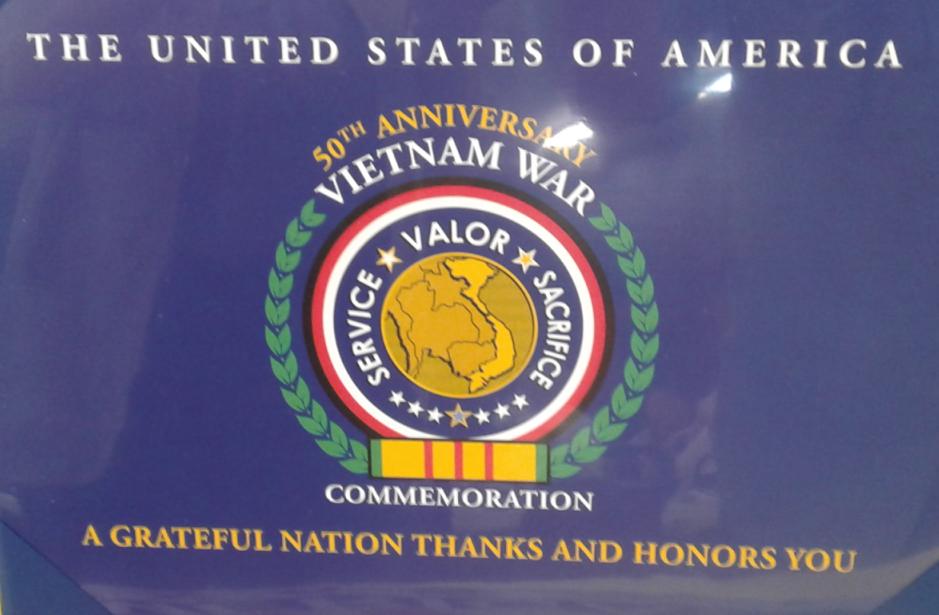 THE UNITED STATES OF AMERICA
50TH ANNIVERSARY
VIETNAM WAR
SERVICE ★ VALOR ★ SACRIFICE
COMMEMORATION
A GRATEFUL NATION THANKS AND HONORS YOU